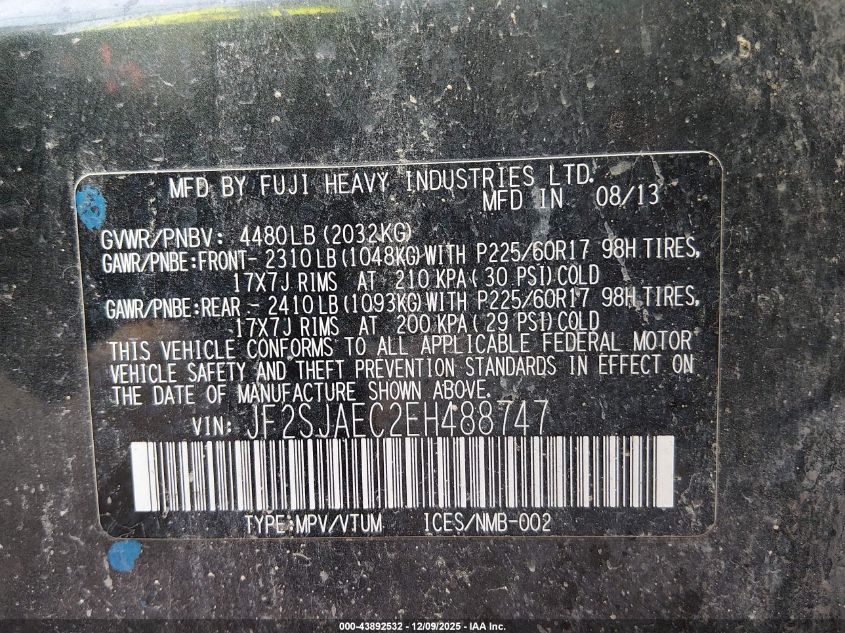 MFD BY FUJI HEAVY INDUSTRIES LTD.
MFD IN 08/13
GVWR/PNBV: 4480LB (2032KG)
GAWR/PNBE:FRONT- 2310LB (1048KG)WITH P225/60R17 98H TIRES,
17X7J RIMS AT 210 KPA( 30 PSI)COLD
GAWR/PNBE:REAR - 2410LB (1093KG)WITH P225/60R17 98H TIRES,
17X7J RIMS AT 200 KPA (29 PSI)COLD
THIS VEHICLE CONFORMS TO ALL APPLICABLE FEDERAL MOTOR
VEHICLE SAFETY AND THEFT PREVENTION STANDARDS IN EFFECT ON
THE DATE OF MANUFACTURE SHOWN ABOVE.
VIN: JF2SJAEC2EH488747
TYPE:MPV/VTUM ICES/NMB-002
000-43892532 - 12/09/2025 - IAA Inc.